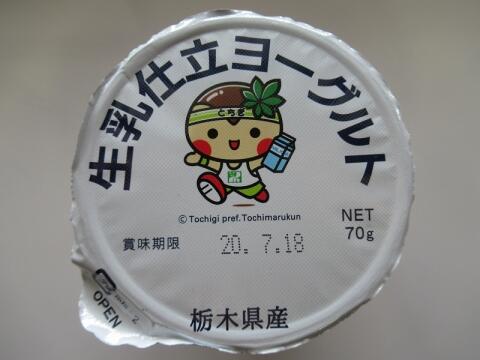 生乳仕立ヨーグルト
とちぎ
© Tochigi pref. Tochimarukun
NET
70g
賞味期限 20. 7.18
OPEN
栃木県産